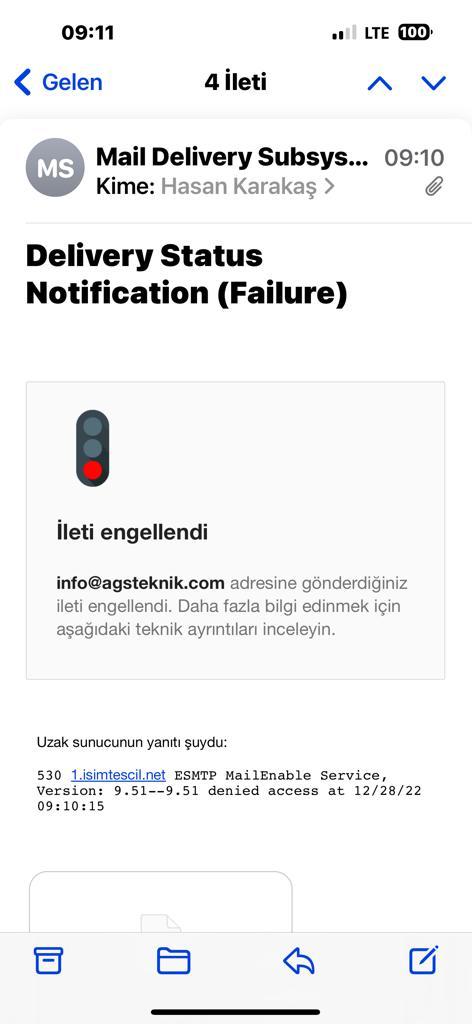 09:11
LTE 100
Gelen
4 İleti
MS
Mail Delivery Subsys... 09:10
Kime: Hasan Karakaş
Delivery Status
Notification (Failure)
İleti engellendi
info@agsteknik.com adresine gönderdiğiniz
ileti engellendi. Daha fazla bilgi edinmek için
aşağıdaki teknik ayrıntıları inceleyin.
Uzak sunucunun yanıtı şuydu:
530 1.isimtescil.net ESMTP MailEnable Service,
Version: 9.51--9.51 denied access at 12/28/22
09:10:15